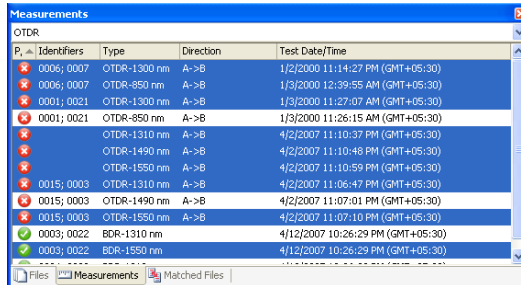 Measurements
OTDR
P. Identifiers Type Direction Test Date/Time
0006; 0007 OTDR-1300 nm A->B 1/2/2000 11:14:27 PM (GMT+05:30)
0006; 0007 OTDR-850 nm A->B 1/3/2000 12:39:55 AM (GMT+05:30)
0001; 0021 OTDR-1300 nm A->B 1/3/2000 11:27:07 AM (GMT+05:30)
0001; 0021 OTDR-850 nm A->B 1/3/2000 11:26:15 AM (GMT+05:30)
OTDR-1310 nm A->B 4/2/2007 11:10:37 PM (GMT+05:30)
OTDR-1490 nm A->B 4/2/2007 11:10:48 PM (GMT+05:30)
OTDR-1550 nm A->B 4/2/2007 11:10:59 PM (GMT+05:30)
0015; 0003 OTDR-1310 nm A->B 4/2/2007 11:06:47 PM (GMT+05:30)
0015; 0003 OTDR-1490 nm A->B 4/2/2007 11:07:01 PM (GMT+05:30)
0015; 0003 OTDR-1550 nm A->B 4/2/2007 11:07:10 PM (GMT+05:30)
0003; 0022 BDR-1310 nm 4/12/2007 10:26:29 PM (GMT+05:30)
0003; 0022 BDR-1550 nm 4/12/2007 10:26:29 PM (GMT+05:30)
Files Measurements Matched Files